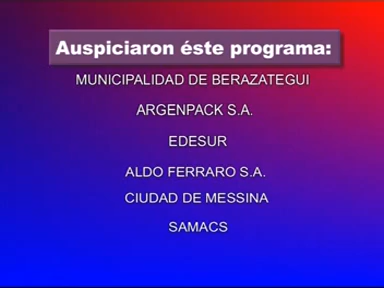 Auspiciaron éste programa:
MUNICIPALIDAD DE BERAZATEGUI
ARGENPACK S.A.
EDESUR
ALDO FERRARO S.A.
CIUDAD DE MESSINA
SAMACS